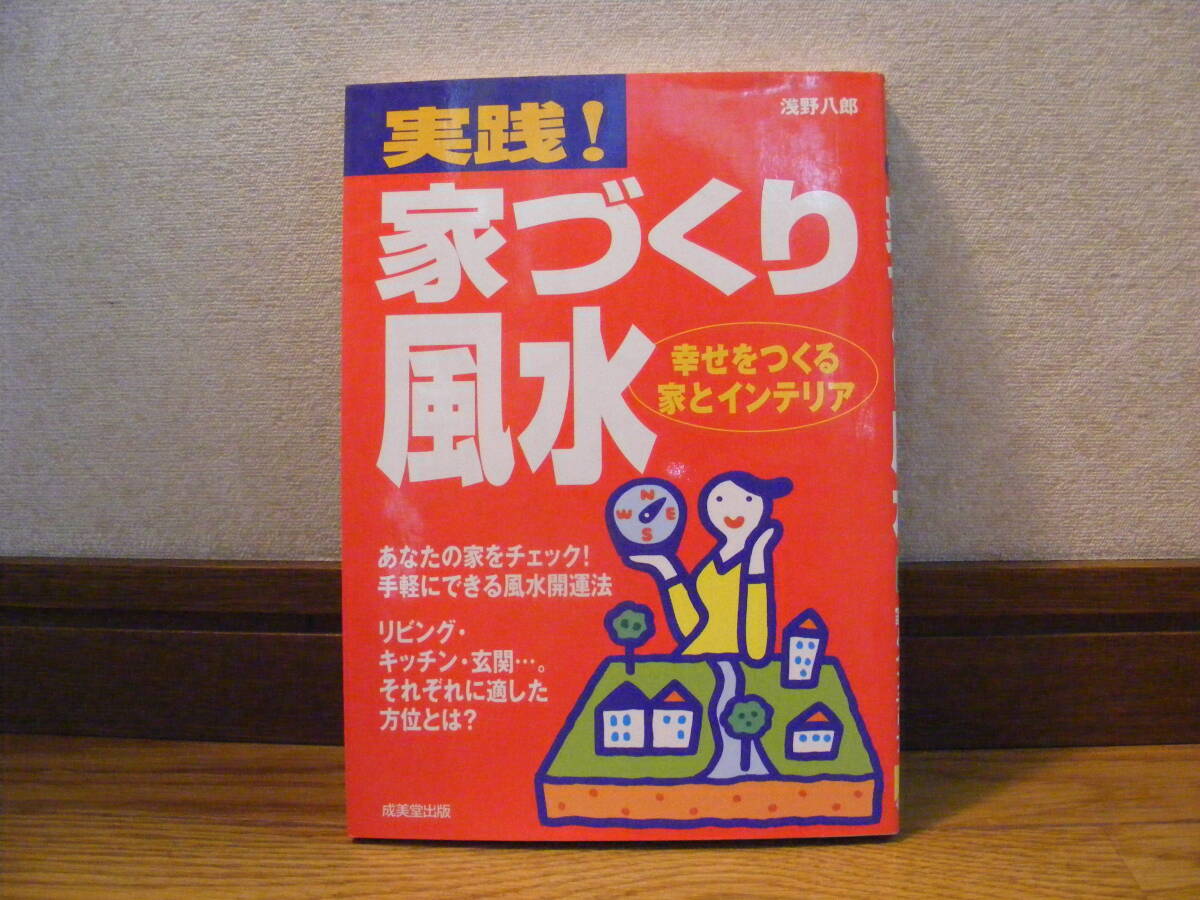 浅野八郎
実践!
家づくり
風水
幸せをつくる
家とインテリア
N
W E
S
あなたの家をチェック!
手軽にできる風水開運法
リビング・
キッチン・玄関…。
それぞれに適した
方位とは?
成美堂出版